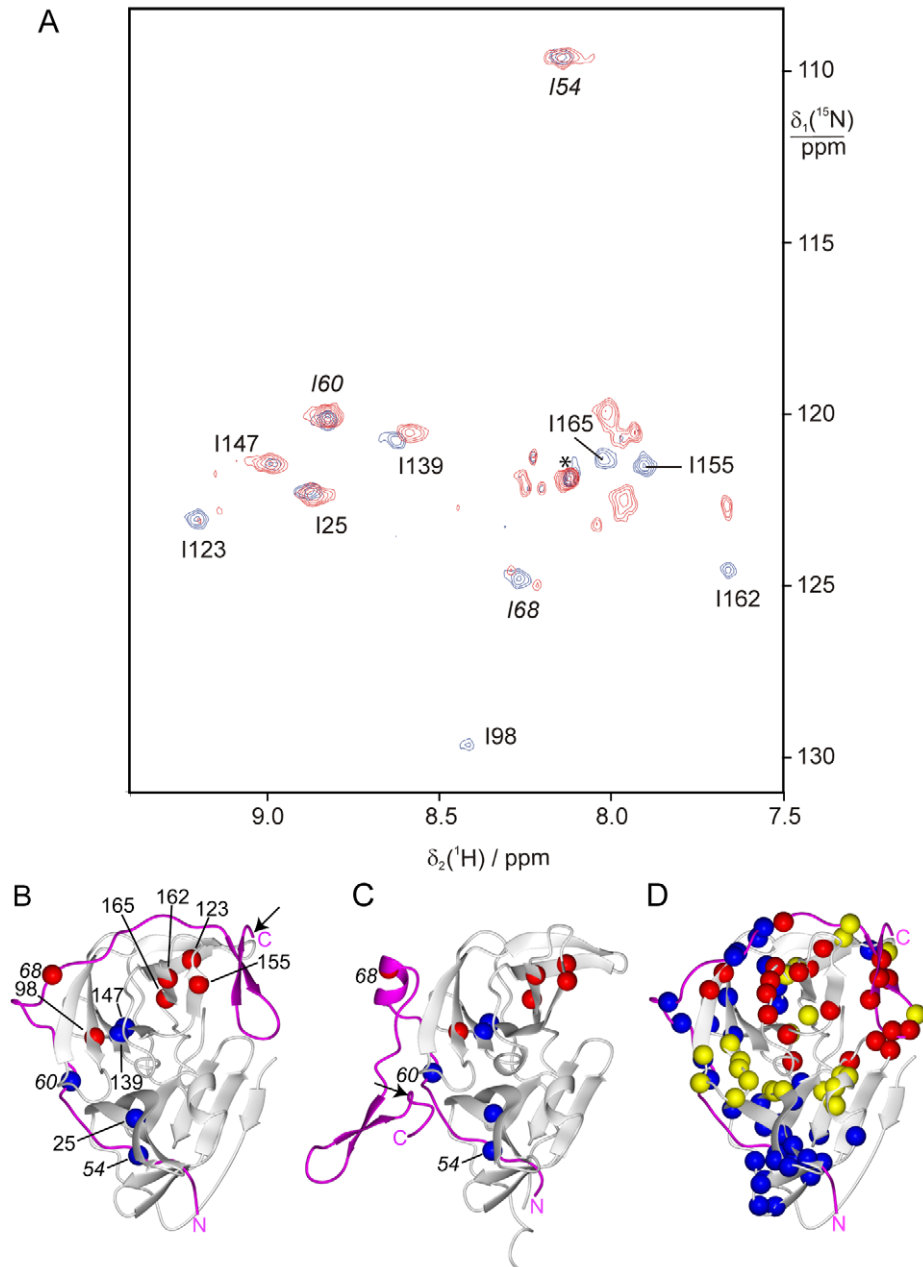 A
I54
110
δ₁(¹⁵N)
ppm
115
I60
120
I147
I139
I165
*
I155
I25
I123
I68
125
I162
I98
130
9.0
8.5
8.0
7.5
δ₂(¹H) / ppm
B
C
D
162
165
123
C
68
155
98
147
60
139
25
54
N
68
60
C
54
N
N